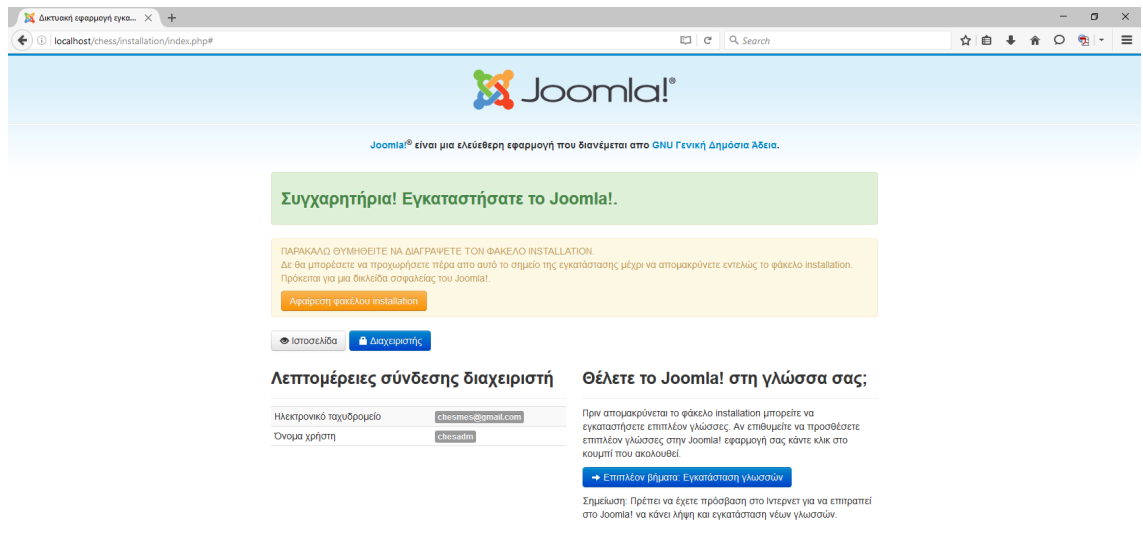 Δικτυακή εφαρμογή εγκα...
localhost/chess/installation/index.php#
Search
Joomla!®
Joomla!® είναι μια ελεύεθερη εφαρμογή που διανέμεται απο GNU Γενική Δημόσια Άδεια.
Συγχαρητήρια! Εγκαταστήσατε το Joomla!.
ΠΑΡΑΚΑΛΩ ΘΥΜΗΘΕΙΤΕ ΝΑ ΔΙΑΓΡΑΨΕΤΕ ΤΟΝ ΦΑΚΕΛΟ INSTALLATION.
Δε θα μπορέσετε να προχωρήσετε πέρα απο αυτό το σημείο της εγκατάστασης μέχρι να απομακρύνετε εντελώς το φάκελο installation.
Πρόκειται για μια δικλείδα οσφαλείας του Joomla!.
Αφαίρεση φακέλου installation
Ιστοσελίδα
Διαχειριστής
Λεπτομέρειες σύνδεσης διαχειριστή
Ηλεκτρονικό ταχυδρομείο chesmes@gmail.com
Όνομα χρήστη chesadm
Θέλετε το Joomla! στη γλώσσα σας;
Πριν απομακρύνεται το φάκελο installation μπορείτε να
εγκαταστήσετε επιπλέον γλώσσες. Αν επιθυμείτε να προσθέσετε
επιπλέον γλώσσες στην Joomla! εφαρμογή σας κάντε κλικ στο
κουμπί που ακολουθεί.
Επιπλέον βήματα: Εγκατάσταση γλωσσών
Σημείωση: Πρέπει να έχετε πρόσβαση στο Ιντερνετ για να επιτραπεί
στο Joomla! να κάνει λήψη και εγκατάσταση νέων γλωσσών.